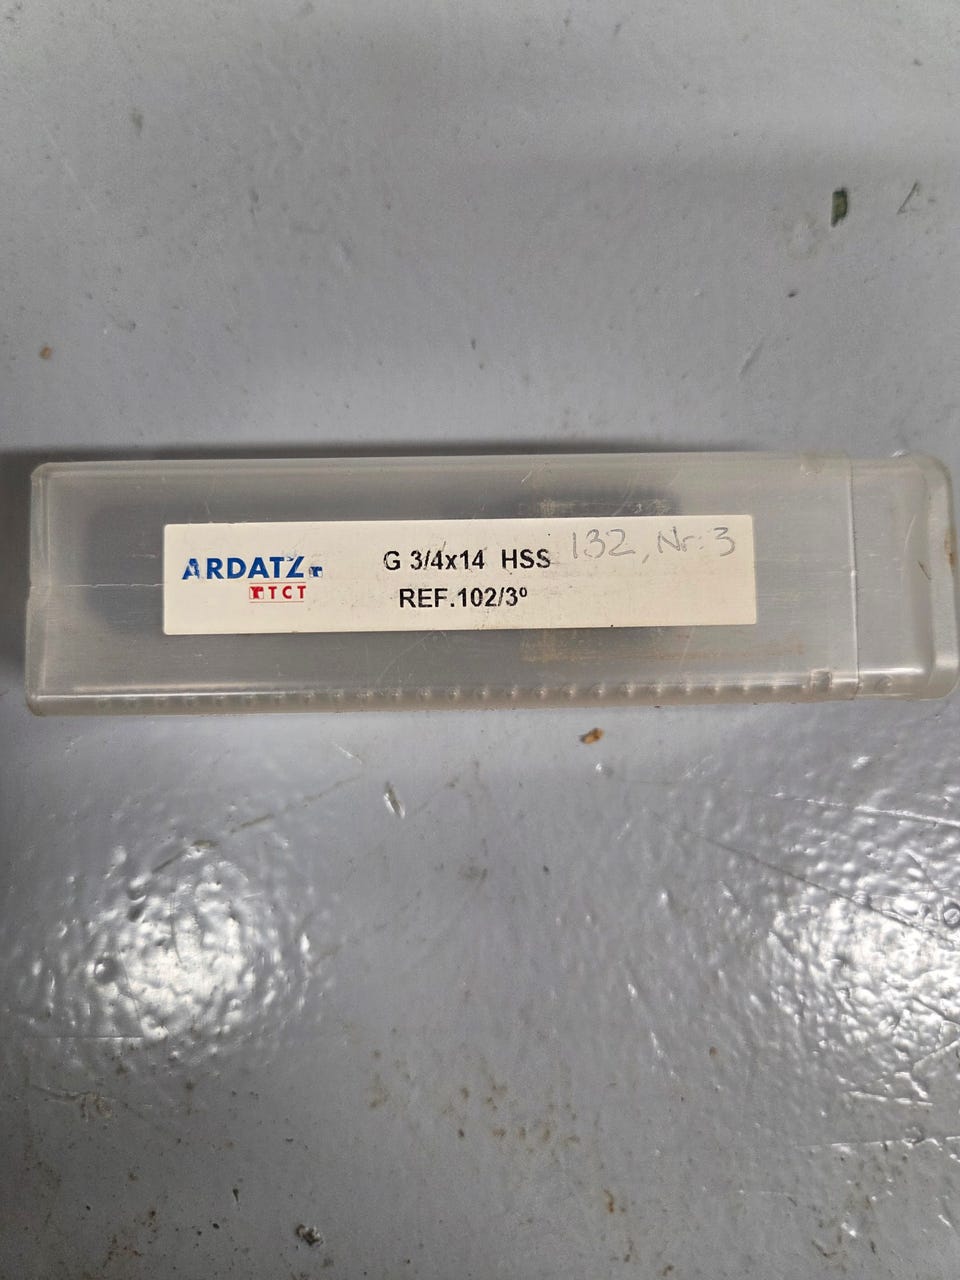 ARDATZ
TCT
G 3/4x14 HSS 132, Nr: 3
REF.102/3º